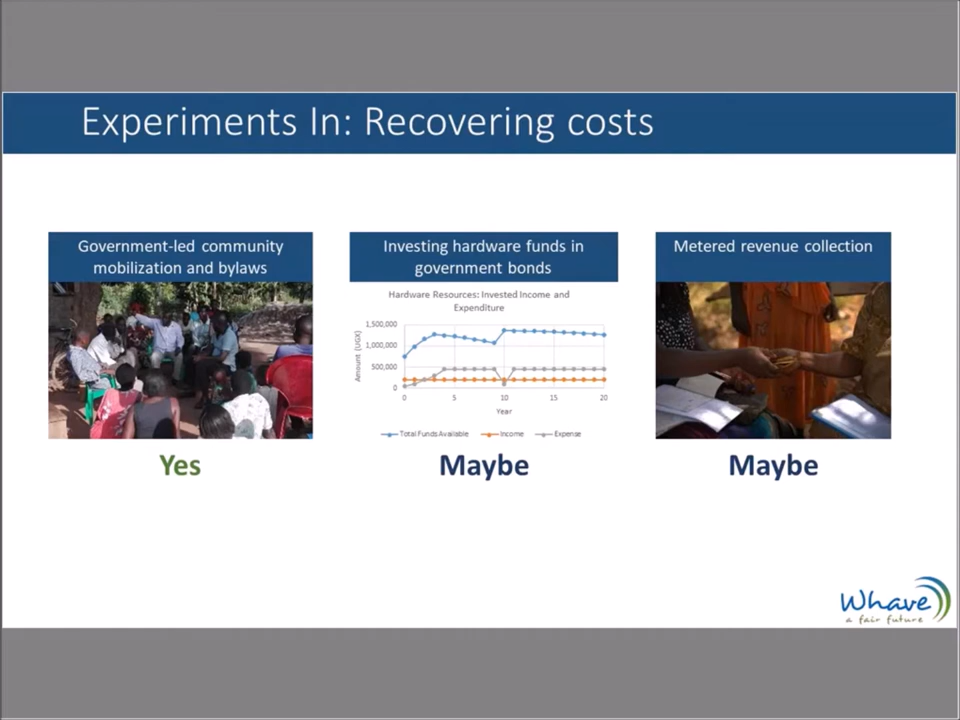 Experiments In: Recovering costs
Government-led community
mobilization and bylaws
Investing hardware funds in
government bonds
Metered revenue collection
Hardware Resources: Invested Income and
Expenditure
Amount (UGX)
1,500,000
1,000,000
500,000
0
0 5 10 15 20
Year
Total Funds Available Income Expense
Yes
Maybe
Maybe
Whave
a fair future